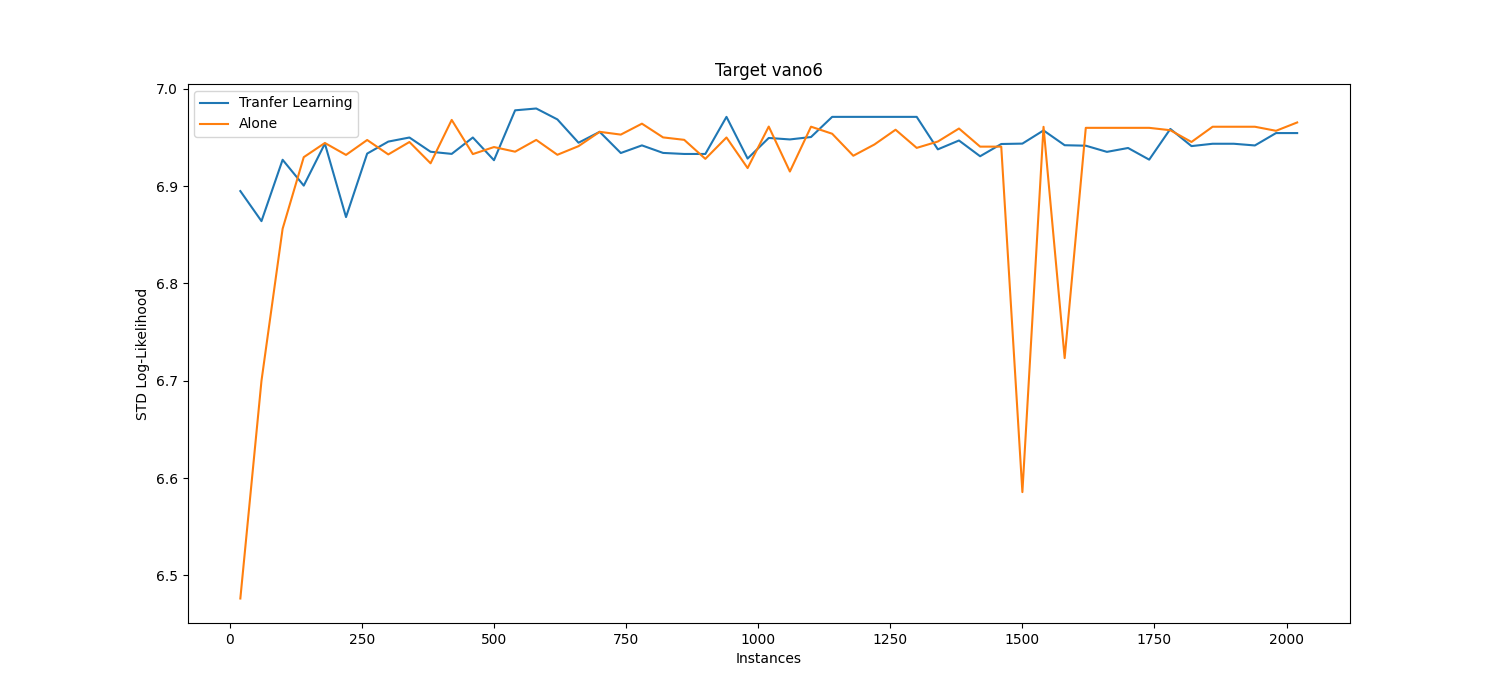 Target vano6
7.0
6.9
6.8
6.7
6.6
6.5
STD Log-Likelihood
Tranfer Learning
Alone
0 250 500 750 1000 1250 1500 1750 2000
Instances